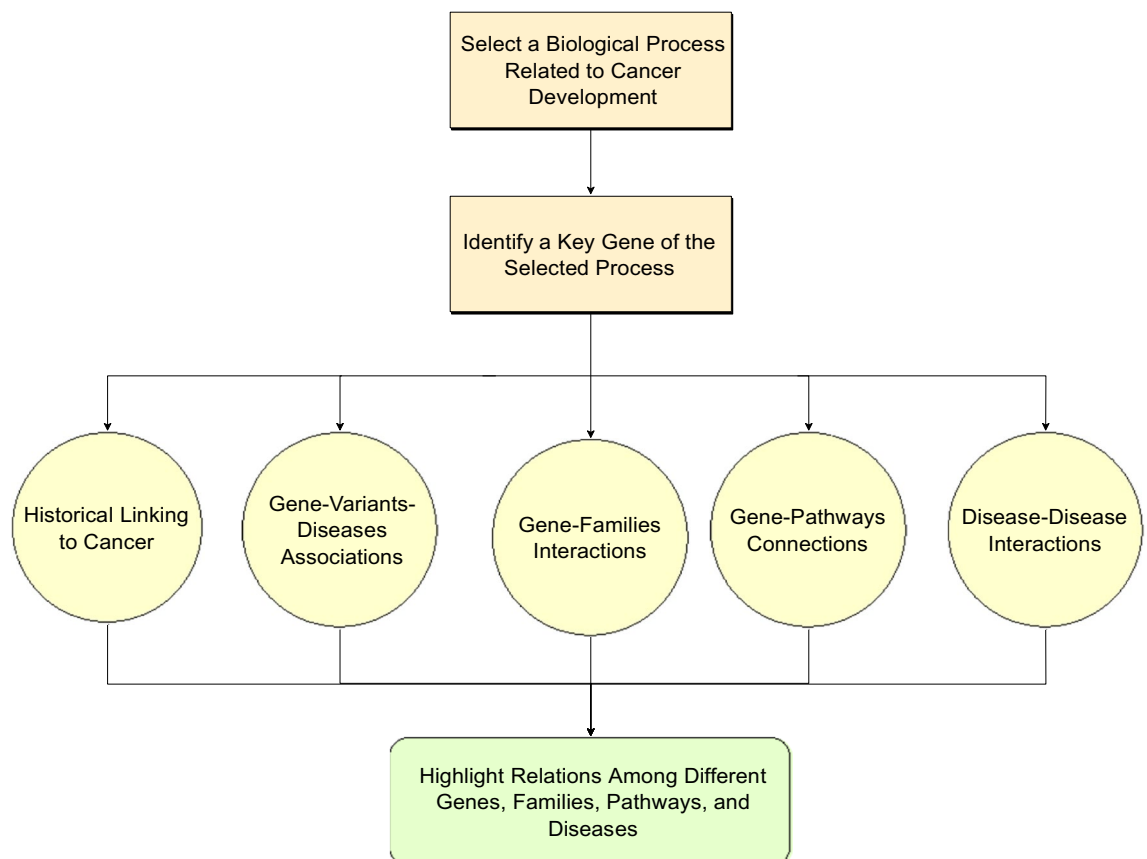 Select a Biological Process
Related to Cancer
Development
Identify a Key Gene of the
Selected Process
Historical Linking
to Cancer
Gene-Variants-
Diseases
Associations
Gene-Families
Interactions
Gene-Pathways
Connections
Disease-Disease
Interactions
Highlight Relations Among Different
Genes, Families, Pathways, and
Diseases